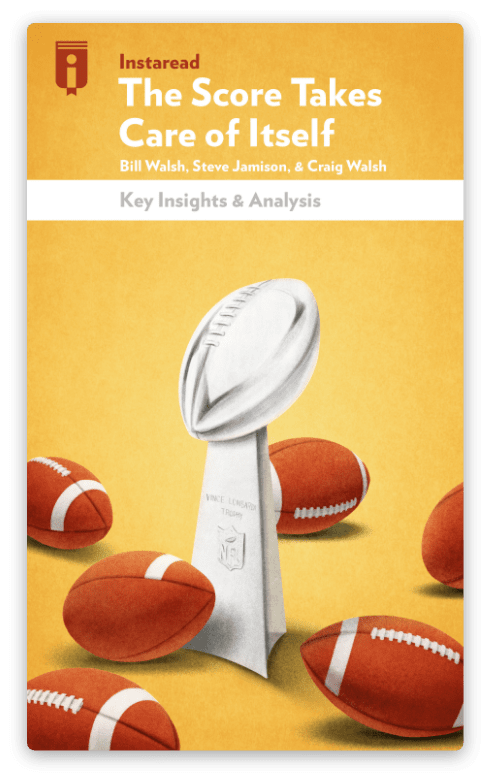 Instaread
The Score Takes
Care of Itself
Bill Walsh, Steve Jamison, & Craig Walsh
Key Insights & Analysis
VINCE LOMBARDI
TROPHY